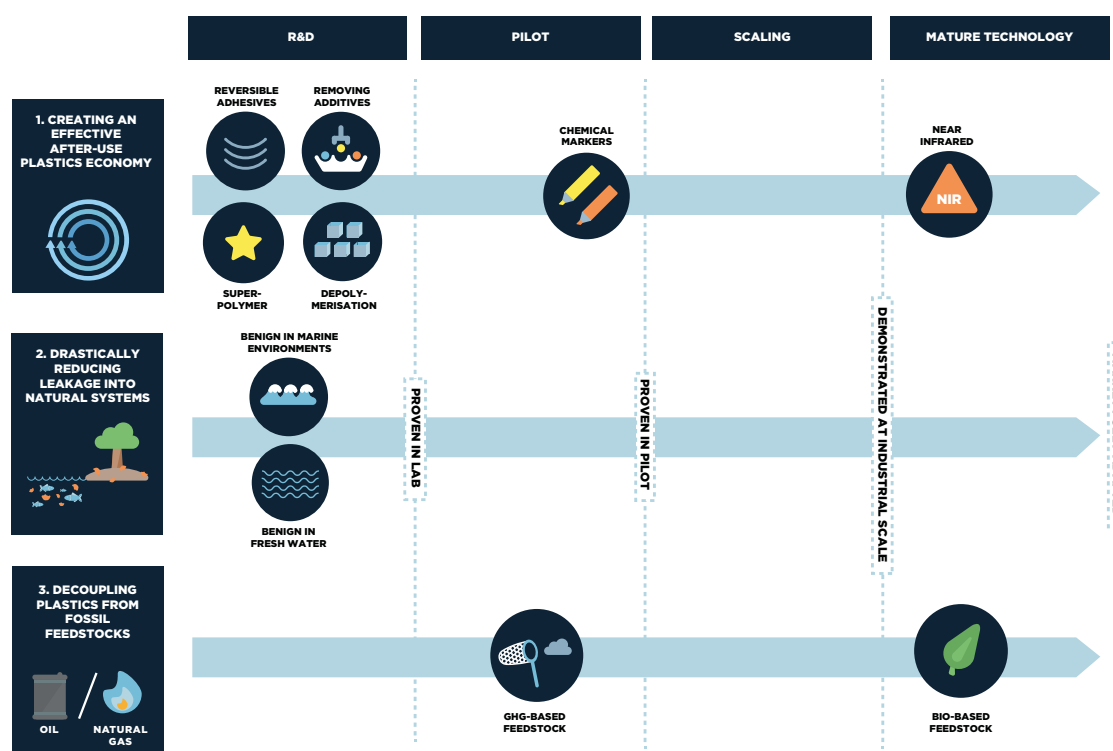 R&D
PILOT
SCALING
MATURE TECHNOLOGY
1. CREATING AN
EFFECTIVE
AFTER-USE
PLASTICS ECONOMY
REVERSIBLE
ADHESIVES
REMOVING
ADDITIVES
SUPER-
POLYMER
DEPOLY-
MERISATION
CHEMICAL
MARKERS
NEAR
INFRARED
NIR
2. DRASTICALLY
REDUCING
LEAKAGE INTO
NATURAL SYSTEMS
BENIGN IN MARINE
ENVIRONMENTS
BENIGN IN
FRESH WATER
PROVEN IN LAB
PROVEN IN PILOT
DEMONSTRATED AT INDUSTRIAL SCALE
3. DECOUPLING
PLASTICS FROM
FOSSIL
FEEDSTOCKS
OIL
NATURAL
GAS
GHG-BASED
FEEDSTOCK
BIO-BASED
FEEDSTOCK